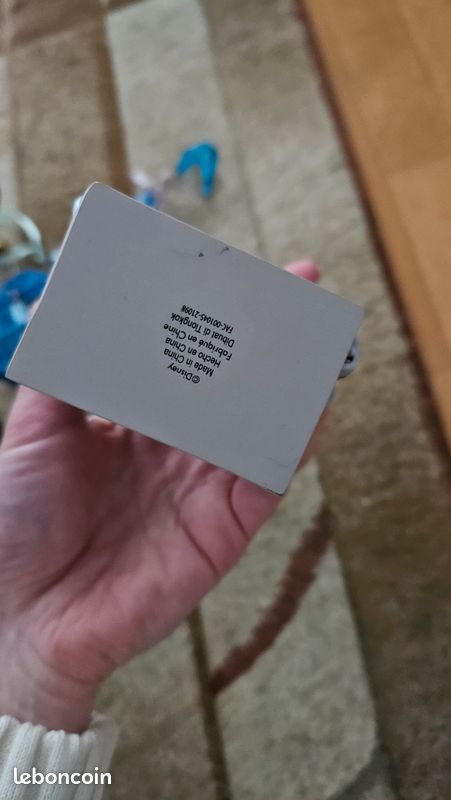 ©Disney
Made in China
Hecho en China
Fabriqué en Chine
Dibuat di Tiongkok
FAC-001045-21098
leboncoin